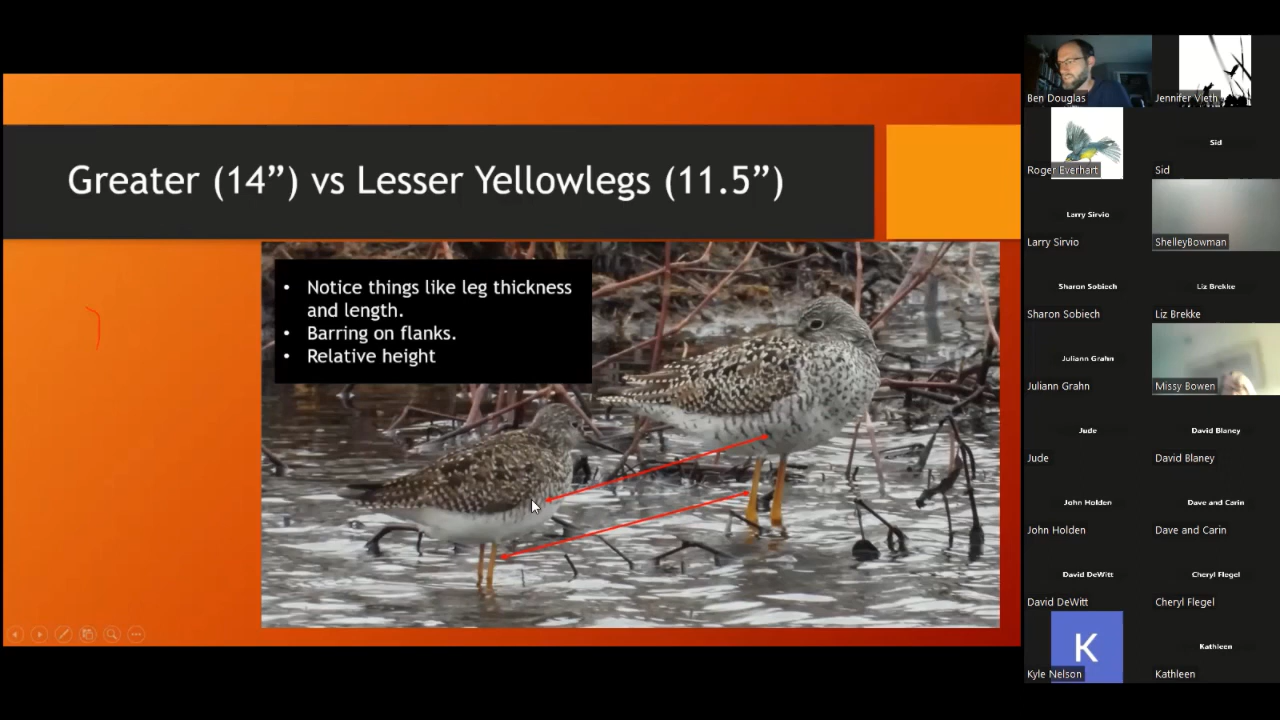 Greater (14”) vs Lesser Yellowlegs (11.5”)
• Notice things like leg thickness
and length.
• Barring on flanks.
• Relative height
Ben Douglas
Jennifer Vieth
Roger Everhart
Sid
Sid
Larry Sirvio
Larry Sirvio
ShelleyBowman
Sharon Sobiech
Sharon Sobiech
Liz Brekke
Liz Brekke
Juliann Grahn
Juliann Grahn
Missy Bowen
Jude
Jude
David Blaney
David Blaney
John Holden
John Holden
Dave and Carin
Dave and Carin
David DeWitt
David DeWitt
Cheryl Flegel
Cheryl Flegel
K
Kyle Nelson
Kathleen
Kathleen